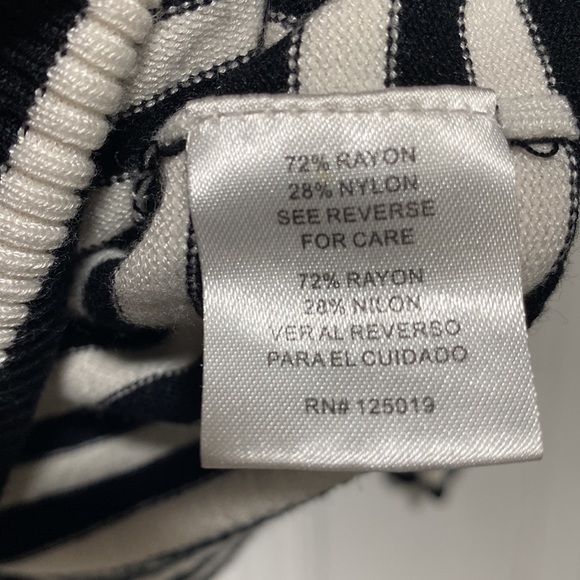 72% RAYON
28% NYLON
SEE REVERSE
FOR CARE
72% RAYON
28% NILON
VER AL REVERSO
PARA EL CUIDADO
RN# 125019